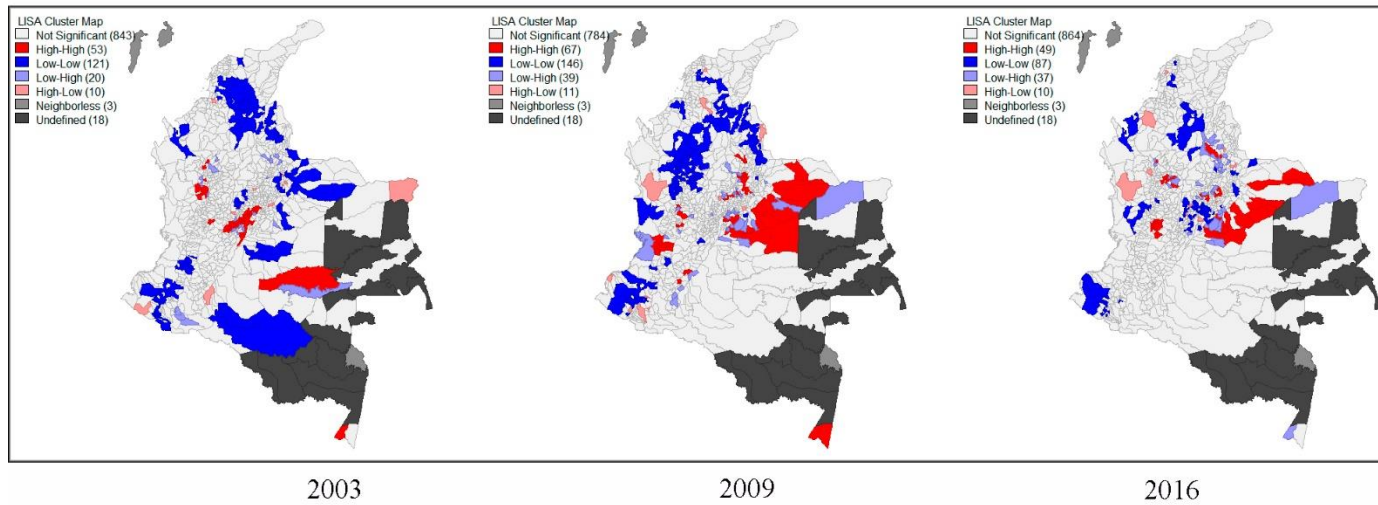 LISA Cluster Map
Not Significant (843)
High-High (53)
Low-Low (121)
Low-High (20)
High-Low (10)
Neighborless (3)
Undefined (18)
LISA Cluster Map
Not Significant (784)
High-High (67)
Low-Low (146)
Low-High (39)
High-Low (11)
Neighborless (3)
Undefined (18)
LISA Cluster Map
Not Significant (864)
High-High (49)
Low-Low (87)
Low-High (37)
High-Low (10)
Neighborless (3)
Undefined (18)
2003
2009
2016